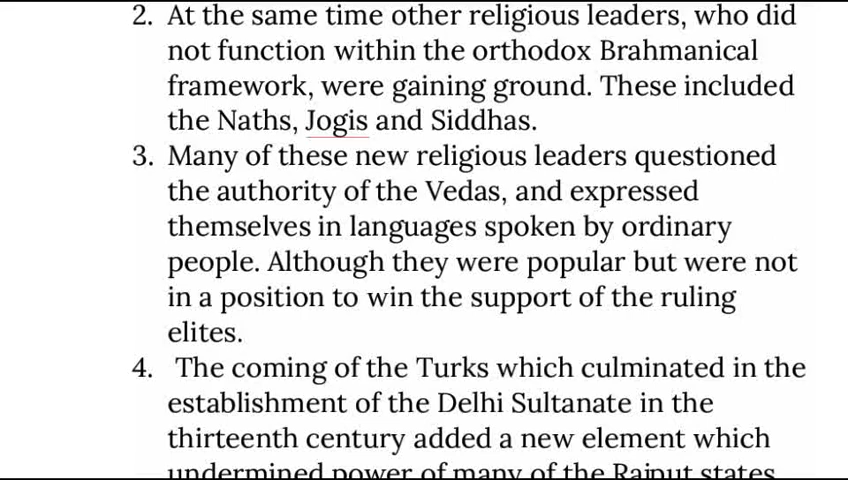 2. At the same time other religious leaders, who did
not function within the orthodox Brahmanical
framework, were gaining ground. These included
the Naths, Jogis and Siddhas.
3. Many of these new religious leaders questioned
the authority of the Vedas, and expressed
themselves in languages spoken by ordinary
people. Although they were popular but were not
in a position to win the support of the ruling
elites.
4. The coming of the Turks which culminated in the
establishment of the Delhi Sultanate in the
thirteenth century added a new element which
undermined power of many of the Rajput states